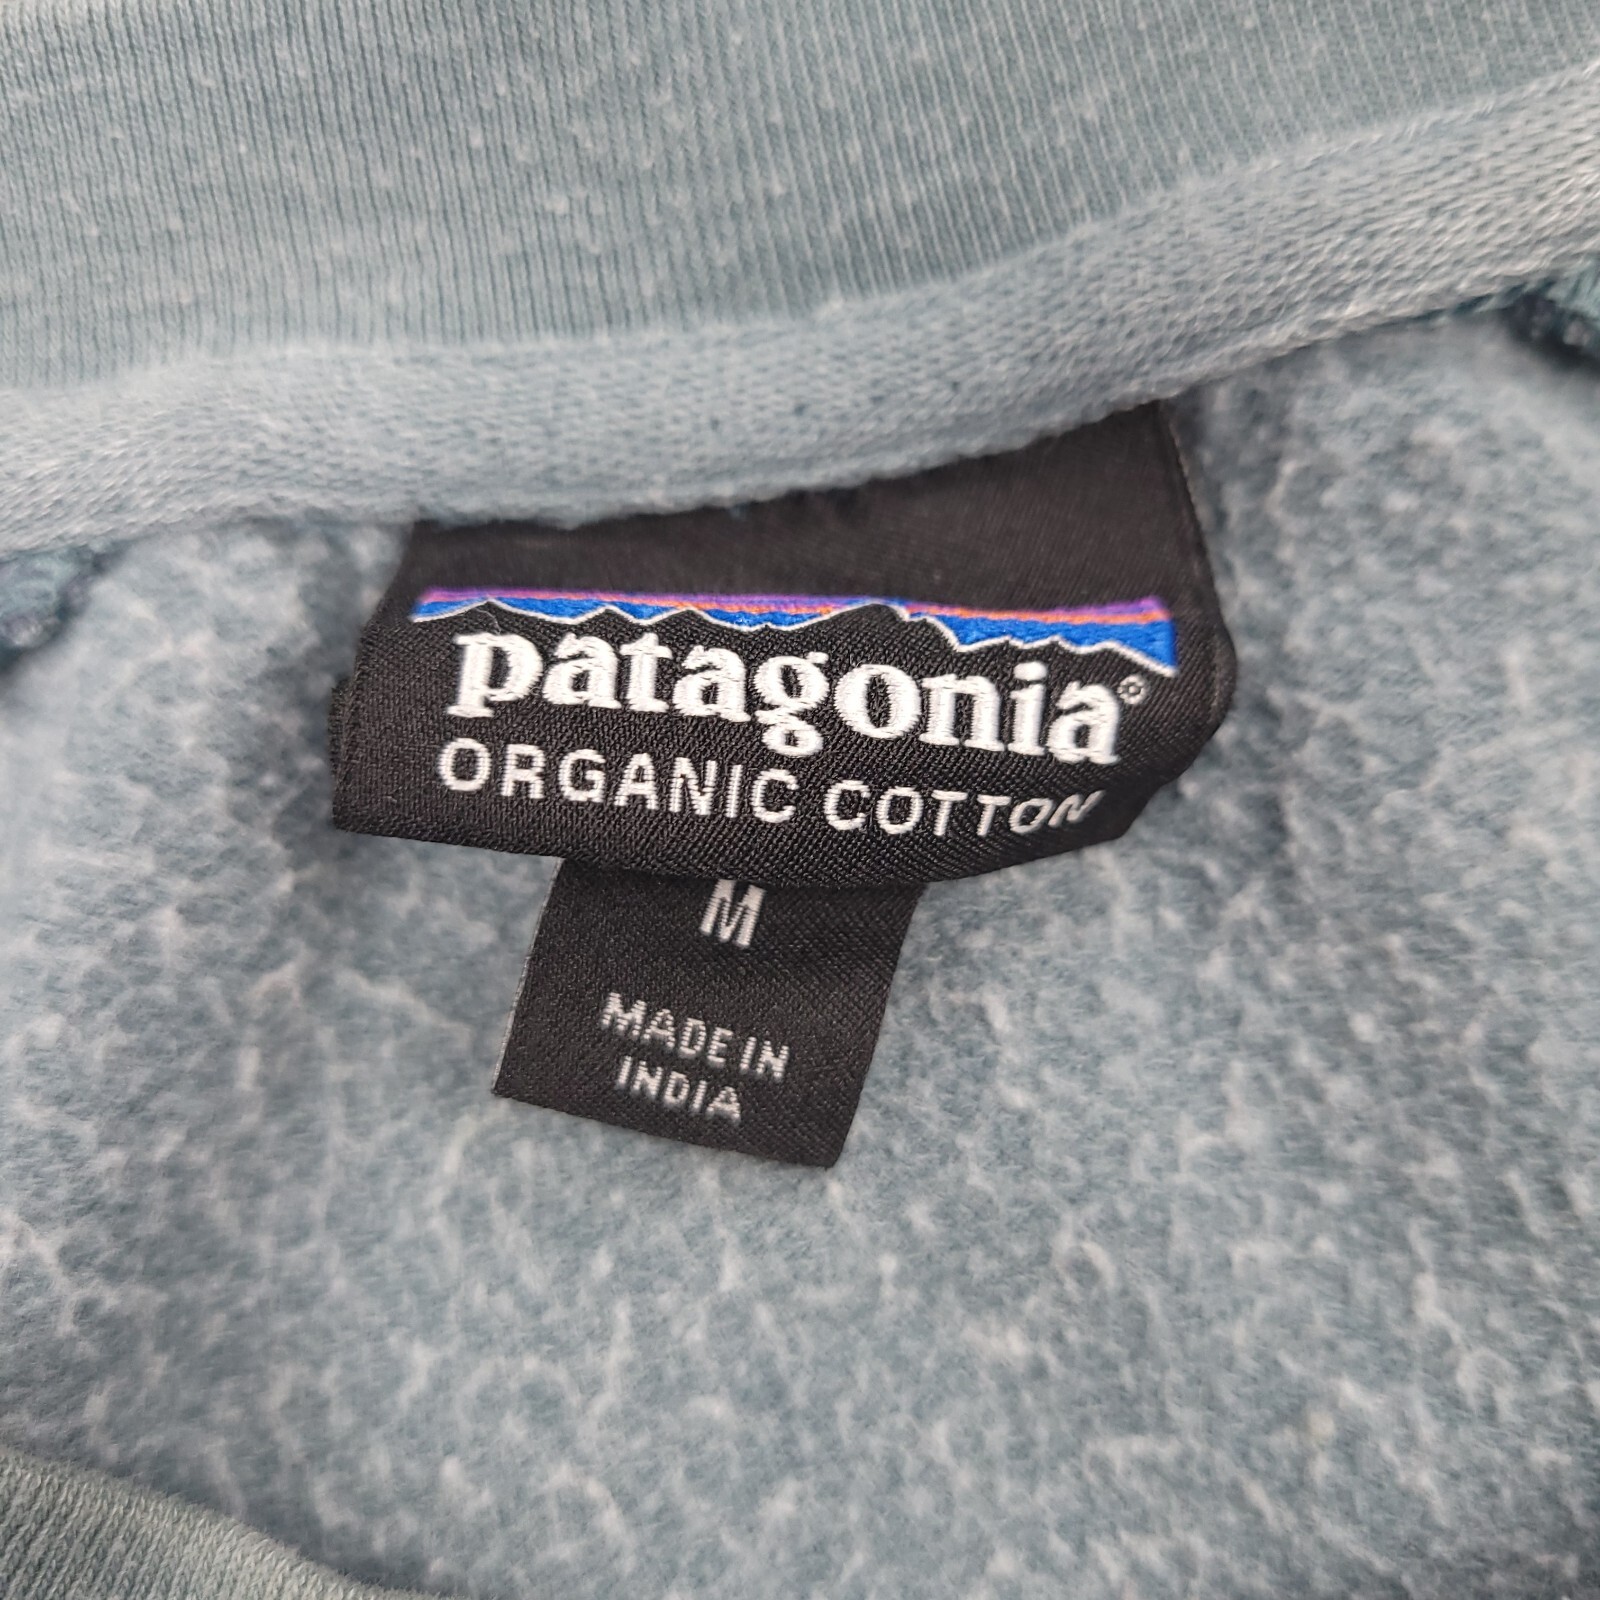 patagonia®
ORGANIC COTTON
M
MADE IN
INDIA